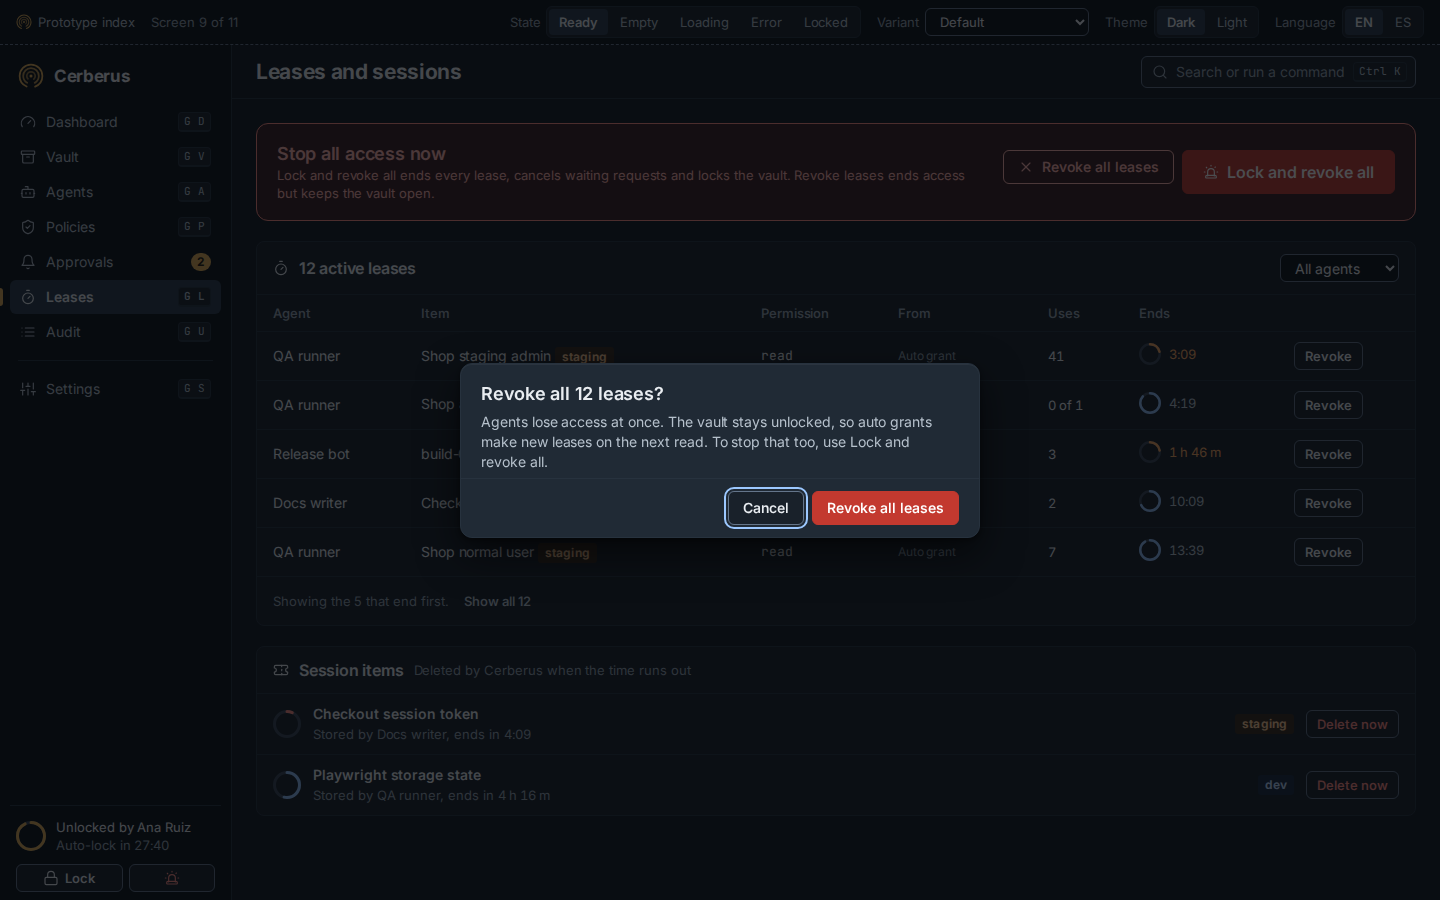 Prototype index Screen 9 of 11 State Ready Empty Loading Error Locked Variant Default Theme Dark Light Language EN ES
Cerberus
Leases and sessions
Search or run a command Ctrl K
Dashboard G D
Vault G V
Agents G A
Policies G P
Approvals 2
Leases G L
Audit G U
Settings G S
Stop all access now
Lock and revoke all ends every lease, cancels waiting requests and locks the vault. Revoke leases ends access
but keeps the vault open.
Revoke all leases
Lock and revoke all
12 active leases
All agents
Agent Item Permission From Uses Ends
QA runner Shop staging admin staging read Auto grant 41 3:09 Revoke
QA runner Shop 0 of 1 4:19 Revoke
Release bot build- 3 1 h 46 m Revoke
Docs writer Check 2 10:09 Revoke
QA runner Shop normal user staging read Auto grant 7 13:39 Revoke
Showing the 5 that end first. Show all 12
Revoke all 12 leases?
Agents lose access at once. The vault stays unlocked, so auto grants
make new leases on the next read. To stop that too, use Lock and
revoke all.
Cancel Revoke all leases
Session items Deleted by Cerberus when the time runs out
Checkout session token
Stored by Docs writer, ends in 4:09
staging Delete now
Playwright storage state
Stored by QA runner, ends in 4 h 16 m
dev Delete now
Unlocked by Ana Ruiz
Auto-lock in 27:40
Lock